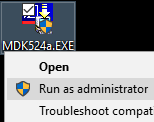 MDK524a.EXE
Open
Run as administrator
Troubleshoot compat